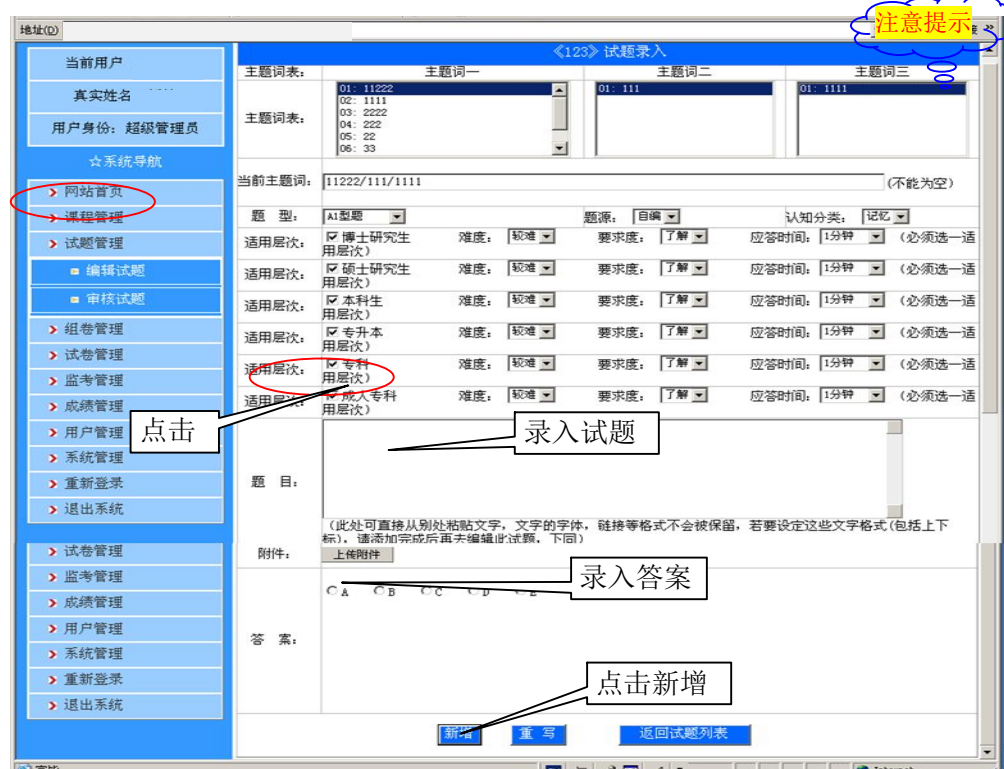 地址(D)
注意提示
当前用户
真实姓名
用户身份：超级管理员
☆系统导航
网站首页
课程管理
试题管理
编辑试题
审核试题
组卷管理
试卷管理
监考管理
成绩管理
用户管理
系统管理
重新登录
退出系统
试卷管理
监考管理
成绩管理
用户管理
系统管理
重新登录
退出系统
《123》试题录入
主题词表： 主题词一 主题词二 主题词三
主题词表：
01: 11222 01: 111 01: 1111
02: 1111
03: 2222
04: 222
05: 22
06: 33
当前主题词： 11222/111/1111 (不能为空)
题 型： A1型题 题源： 自编 认知分类： 记忆
适用层次： 博士研究生 难度： 较难 要求度： 了解 应答时间： 1分钟 (必须选一适
用层次)
适用层次： 硕士研究生 难度： 较难 要求度： 了解 应答时间： 1分钟 (必须选一适
用层次)
适用层次： 本科生 难度： 较难 要求度： 了解 应答时间： 1分钟 (必须选一适
用层次)
适用层次： 专升本 难度： 较难 要求度： 了解 应答时间： 1分钟 (必须选一适
用层次)
适用层次： 专科 难度： 较难 要求度： 了解 应答时间： 1分钟 (必须选一适
用层次)
适用层次： 成人专科 难度： 较难 要求度： 了解 应答时间： 1分钟 (必须选一适
用层次)
点击
录入试题
题 目：
(此处可直接从别处粘贴文字，文字的字体，链接等格式不会被保留，若要设定这些文字格式(包括上下
标)，请添加完成后再去编辑此试题，下同)
附件： 上传附件
录入答案
A B C D E
答 案：
点击新增
新增 重 写 返回试题列表